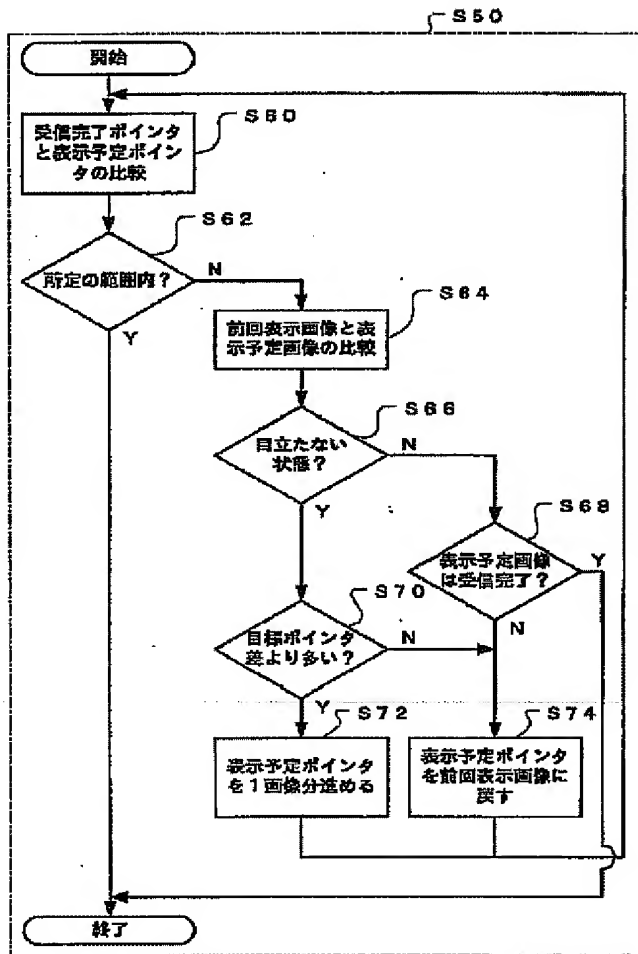 S50
開始
S60
受信完了ポインタ
と表示予定ポイン
タの比較
S62
所定の範囲内?
N
Y
S64
前回表示画像と表
示予定画像の比較
S66
目立たない
状態?
N
Y
S68
表示予定画像
は受信完了?
Y
N
S70
目標ポインタ
差より多い?
N
Y
S72
表示予定ポインタ
を1画像分進める
S74
表示予定ポインタ
を前回表示画像に
戻す
終了